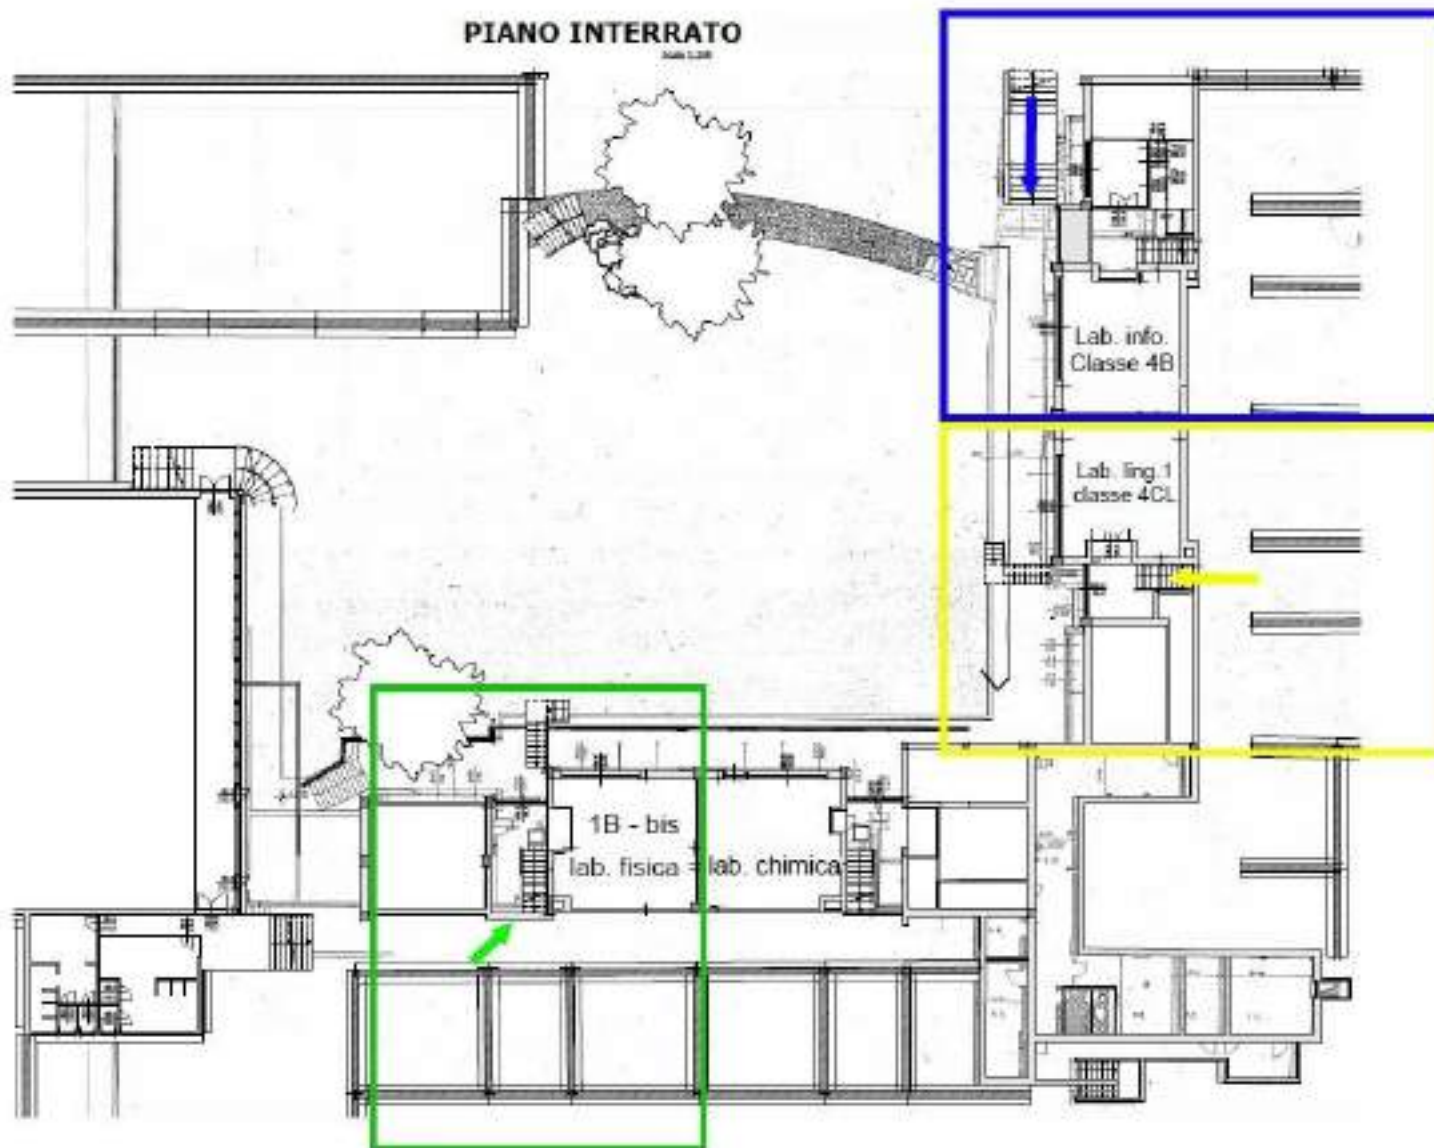 PIANO INTERRATO
Lab. info.
Classe 4B
Lab. ling.1
classe 4CL
1B - bis
lab. fisica = lab. chimica